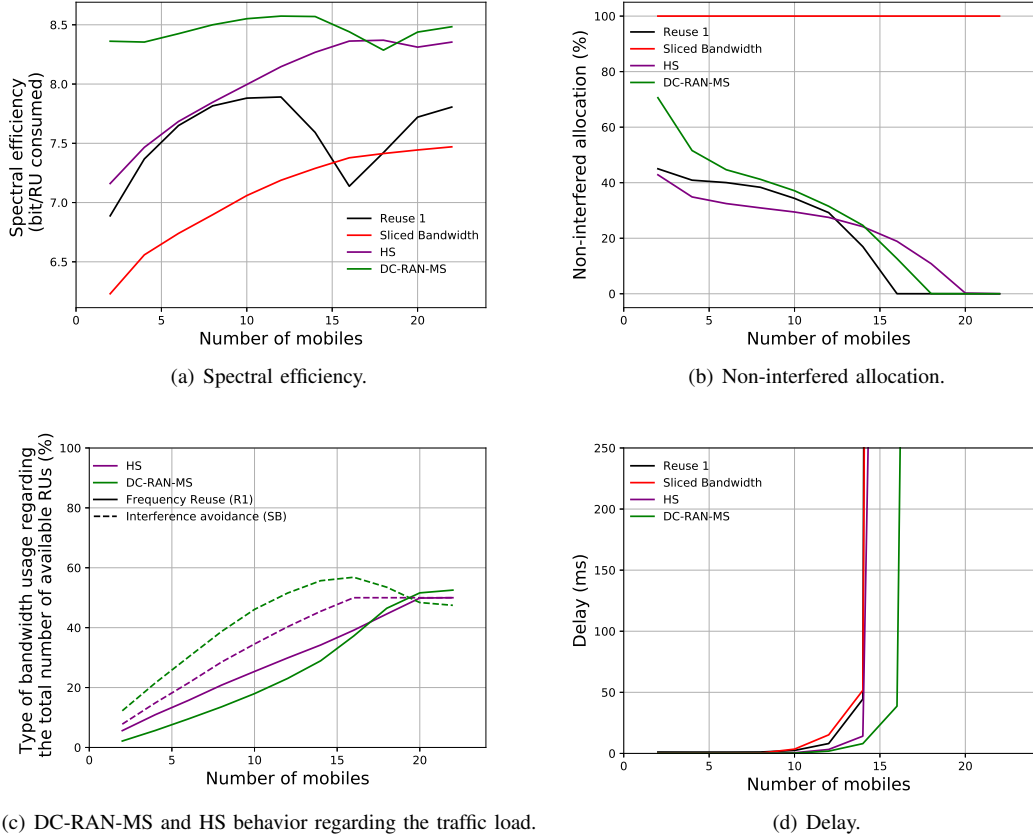 8.5
8.0
7.5
7.0
6.5
Spectral efficiency
(bit/RU consumed)
Reuse 1
Sliced Bandwidth
HS
DC-RAN-MS
0 5 10 15 20
Number of mobiles
(a) Spectral efficiency.
100
80
60
40
20
0
Non-interfered allocation (%)
Reuse 1
Sliced Bandwidth
HS
DC-RAN-MS
0 5 10 15 20
Number of mobiles
(b) Non-interfered allocation.
100
80
60
40
20
0
Type of bandwidth usage regarding
the total number of available RUs (%)
HS
DC-RAN-MS
Frequency Reuse (R1)
Interference avoidance (SB)
0 5 10 15 20
Number of mobiles
(c) DC-RAN-MS and HS behavior regarding the traffic load.
250
200
150
100
50
0
Delay (ms)
Reuse 1
Sliced Bandwidth
HS
DC-RAN-MS
0 5 10 15 20
Number of mobiles
(d) Delay.